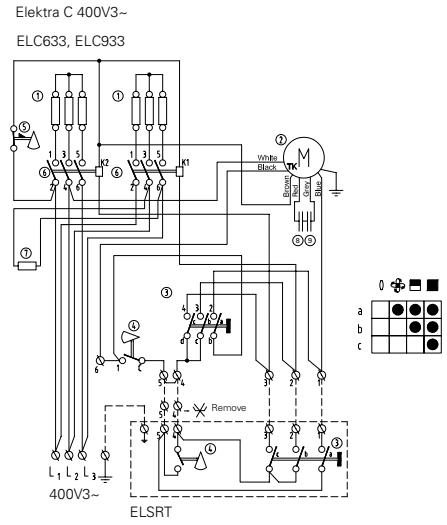 Elektra C 400V3~
ELC633, ELC933
1 1
5
2
M
TK
White
Black
Brown
Red
Grey
Blue
1 3 5 K2
1 3 5 K1
6 6
2 4 6
2 4 6
8 9
7
3
4 3 2
c b a
d c b
4
6 1 C 5 4 3 2 1
0
a
b
c
5
4 Remove
5 4 3 2 1
4
c b a
3
L1 L2 L3
400V3~
ELSRT